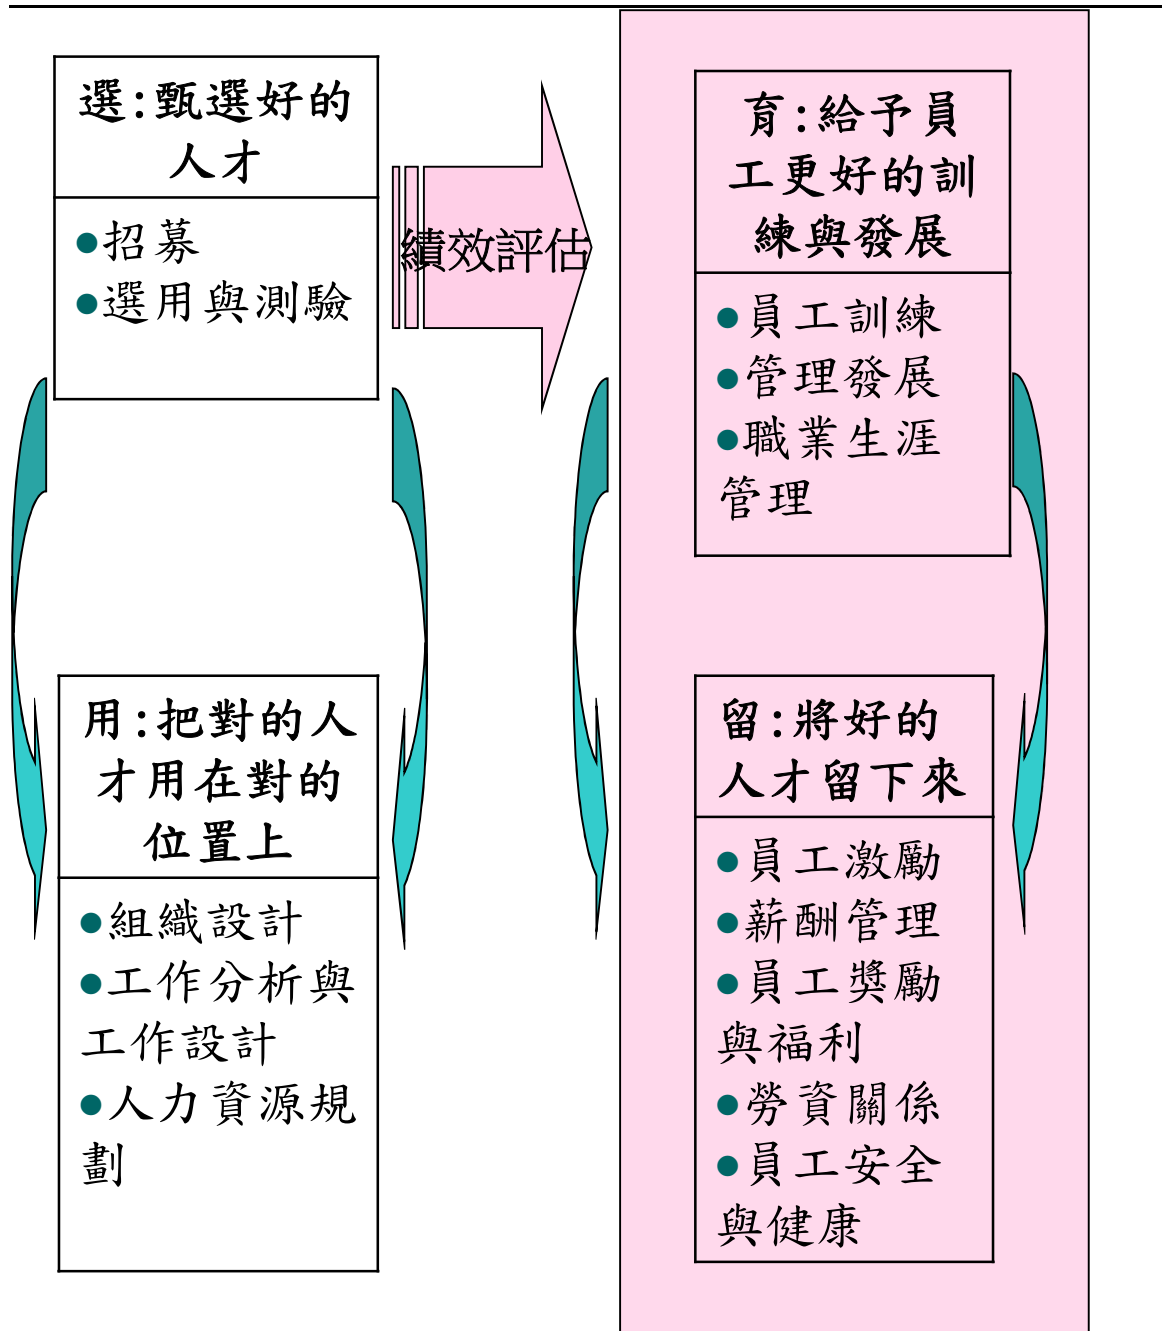 選:甄選好的
人才
●招募
●選用與測驗
績效評估
育:給予員
工更好的訓
練與發展
●員工訓練
●管理發展
●職業生涯
管理
用:把對的人
才用在對的
位置上
●組織設計
●工作分析與
工作設計
●人力資源規
劃
留:將好的
人才留下來
●員工激勵
●薪酬管理
●員工獎勵
與福利
●勞資關係
●員工安全
與健康